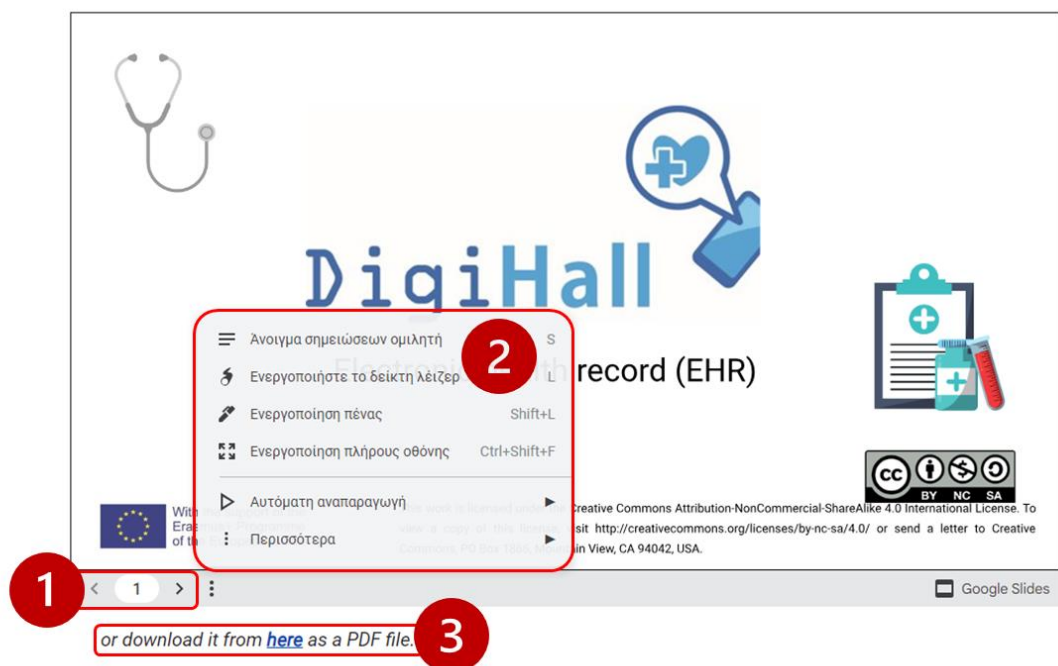 DigiHall
Άνοιγμα σημειώσεων ομιλητή S
2
Ενεργοποιήστε το δείκτη λέιζερ L
record (EHR)
Ενεργοποίηση πένας Shift+L
Ενεργοποίηση πλήρους οθόνης Ctrl+Shift+F
cc
BY NC SA
Αυτόματη αναπαραγωγή
Περισσότερα
With
Creative Commons Attribution-NonCommercial-ShareAlike 4.0 International License. To
view a copy of this license, visit http://creativecommons.org/licenses/by-nc-sa/4.0/ or send a letter to Creative
Commons, PO Box 1866, Mountain View, CA 94042, USA.
1
1
Google Slides
or download it from here as a PDF file.
3